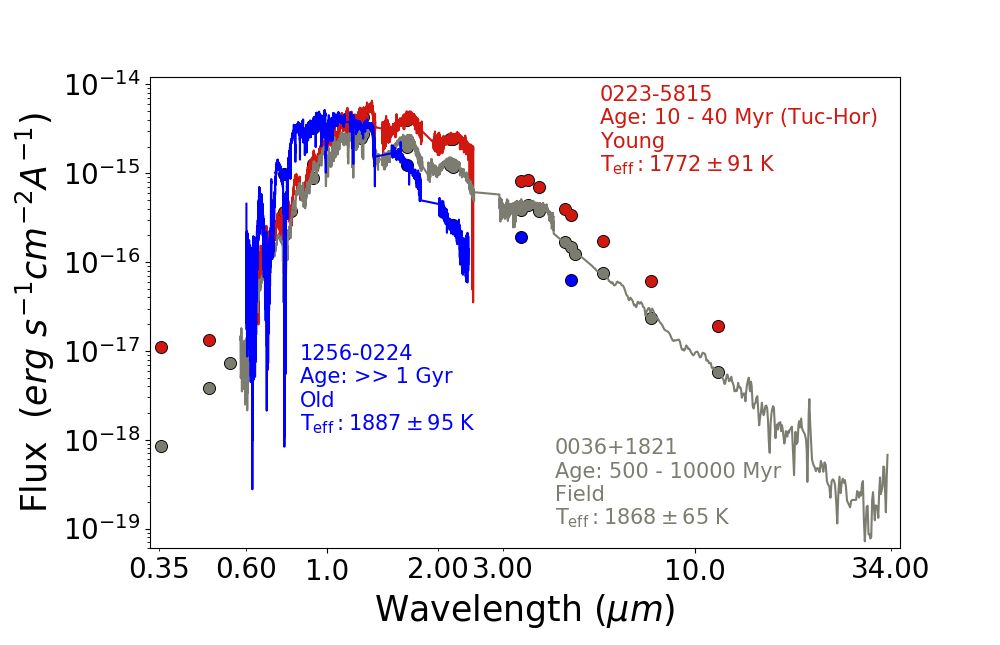 10⁻¹⁴
10⁻¹⁵
10⁻¹⁶
10⁻¹⁷
10⁻¹⁸
10⁻¹⁹
Flux (erg s⁻¹cm⁻²A⁻¹)
0223-5815
Age: 10 - 40 Myr (Tuc-Hor)
Young
T_eff : 1772 ± 91 K
1256-0224
Age: >> 1 Gyr
Old
T_eff : 1887 ± 95 K
0036+1821
Age: 500 - 10000 Myr
Field
T_eff : 1868 ± 65 K
0.35 0.60 1.0 2.00 3.00 10.0 34.00
Wavelength (μm)